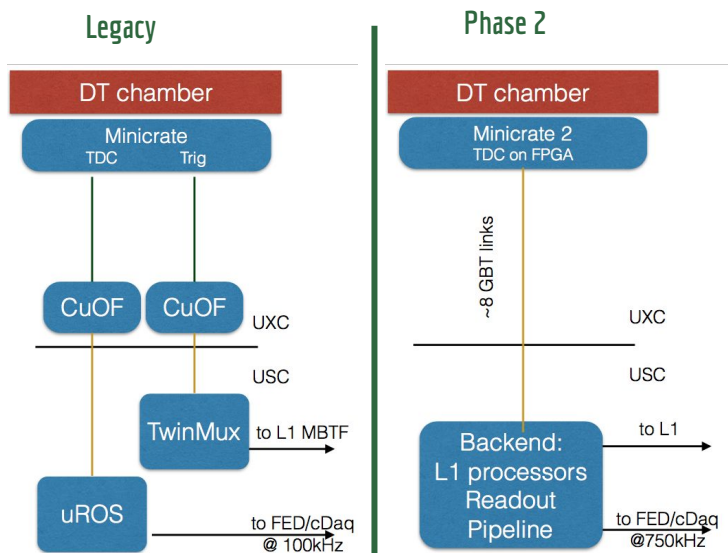 Legacy
DT chamber
Minicrate
TDC Trig
CuOF CuOF
UXC
USC
TwinMux
to L1 MBTF
uROS
to FED/cDaq
@ 100kHz
Phase 2
DT chamber
Minicrate 2
TDC on FPGA
~8 GBT links
UXC
USC
Backend:
L1 processors
Readout
Pipeline
to L1
to FED/cDaq
@750kHz